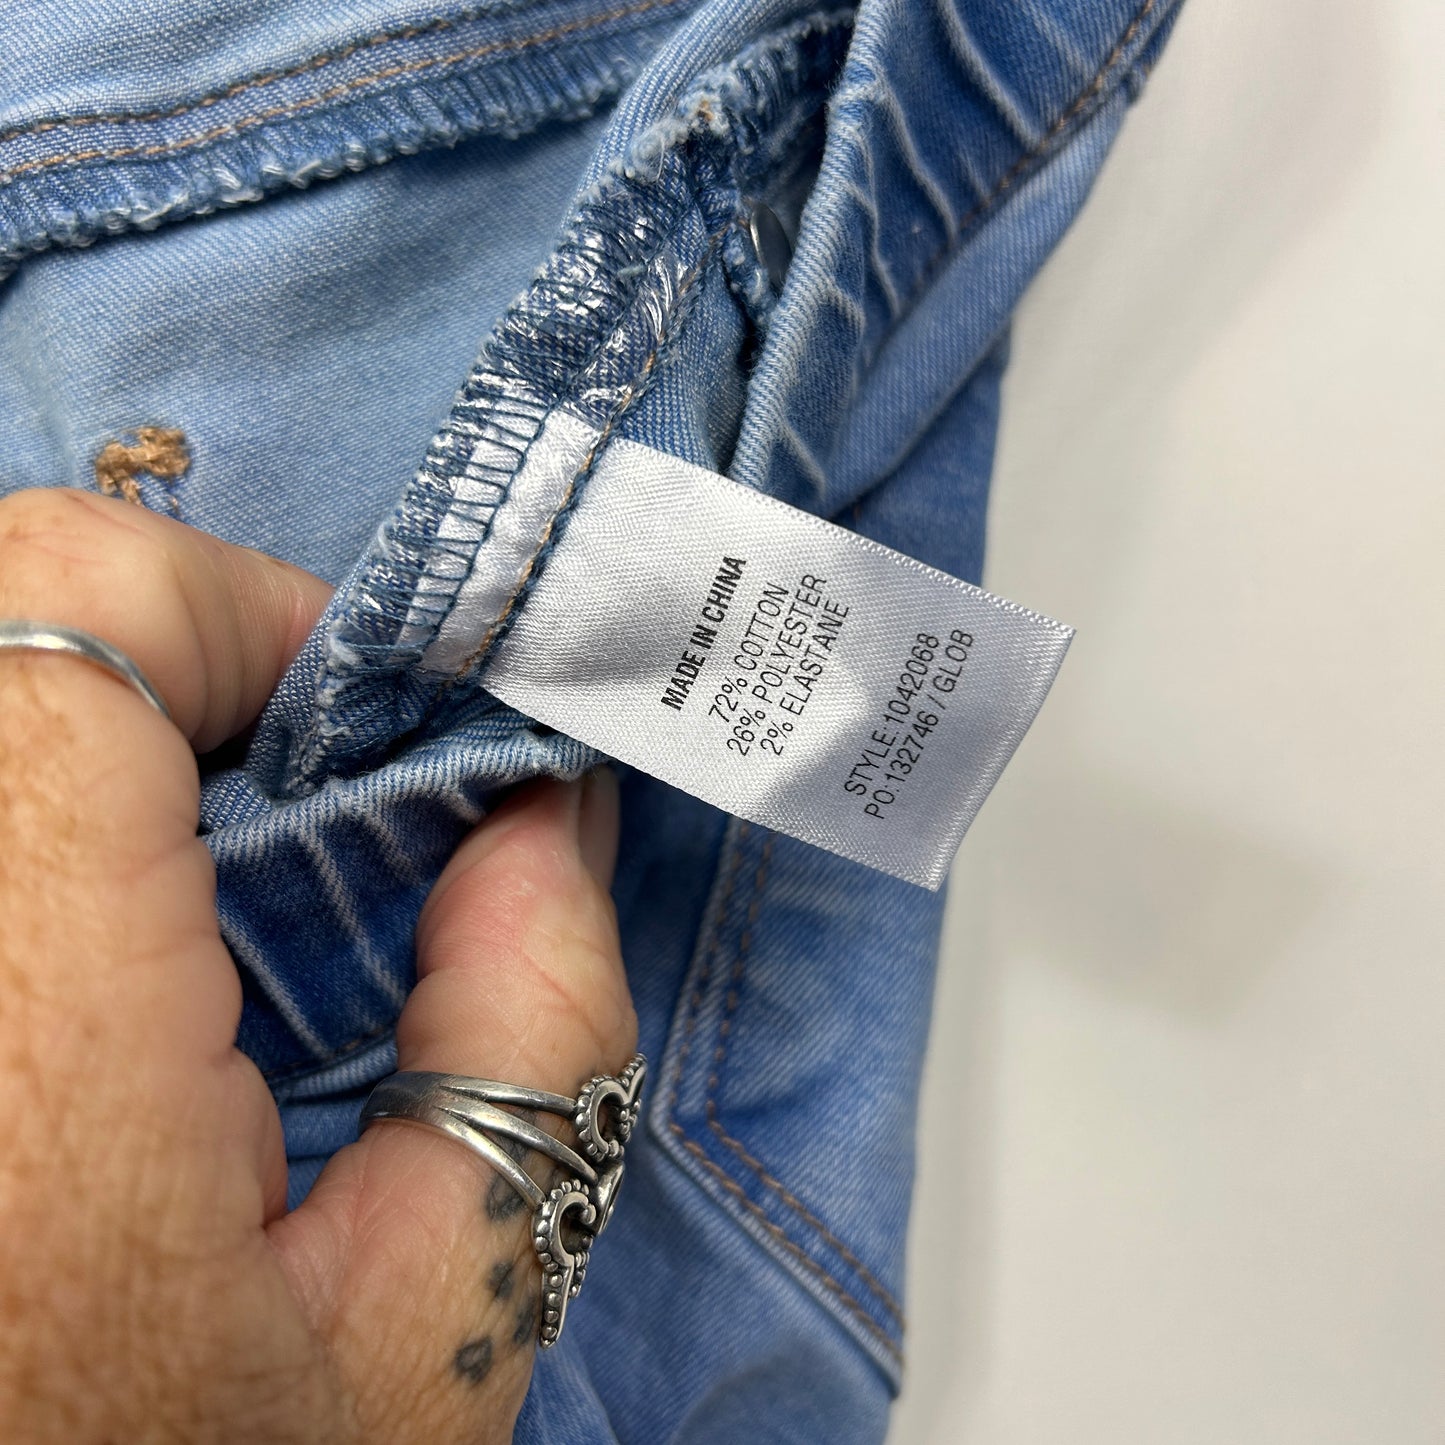 MADE IN CHINA
72% COTTON
26% POLYESTER
2% ELASTANE
STYLE:1042068
PO:132746 / GLOB